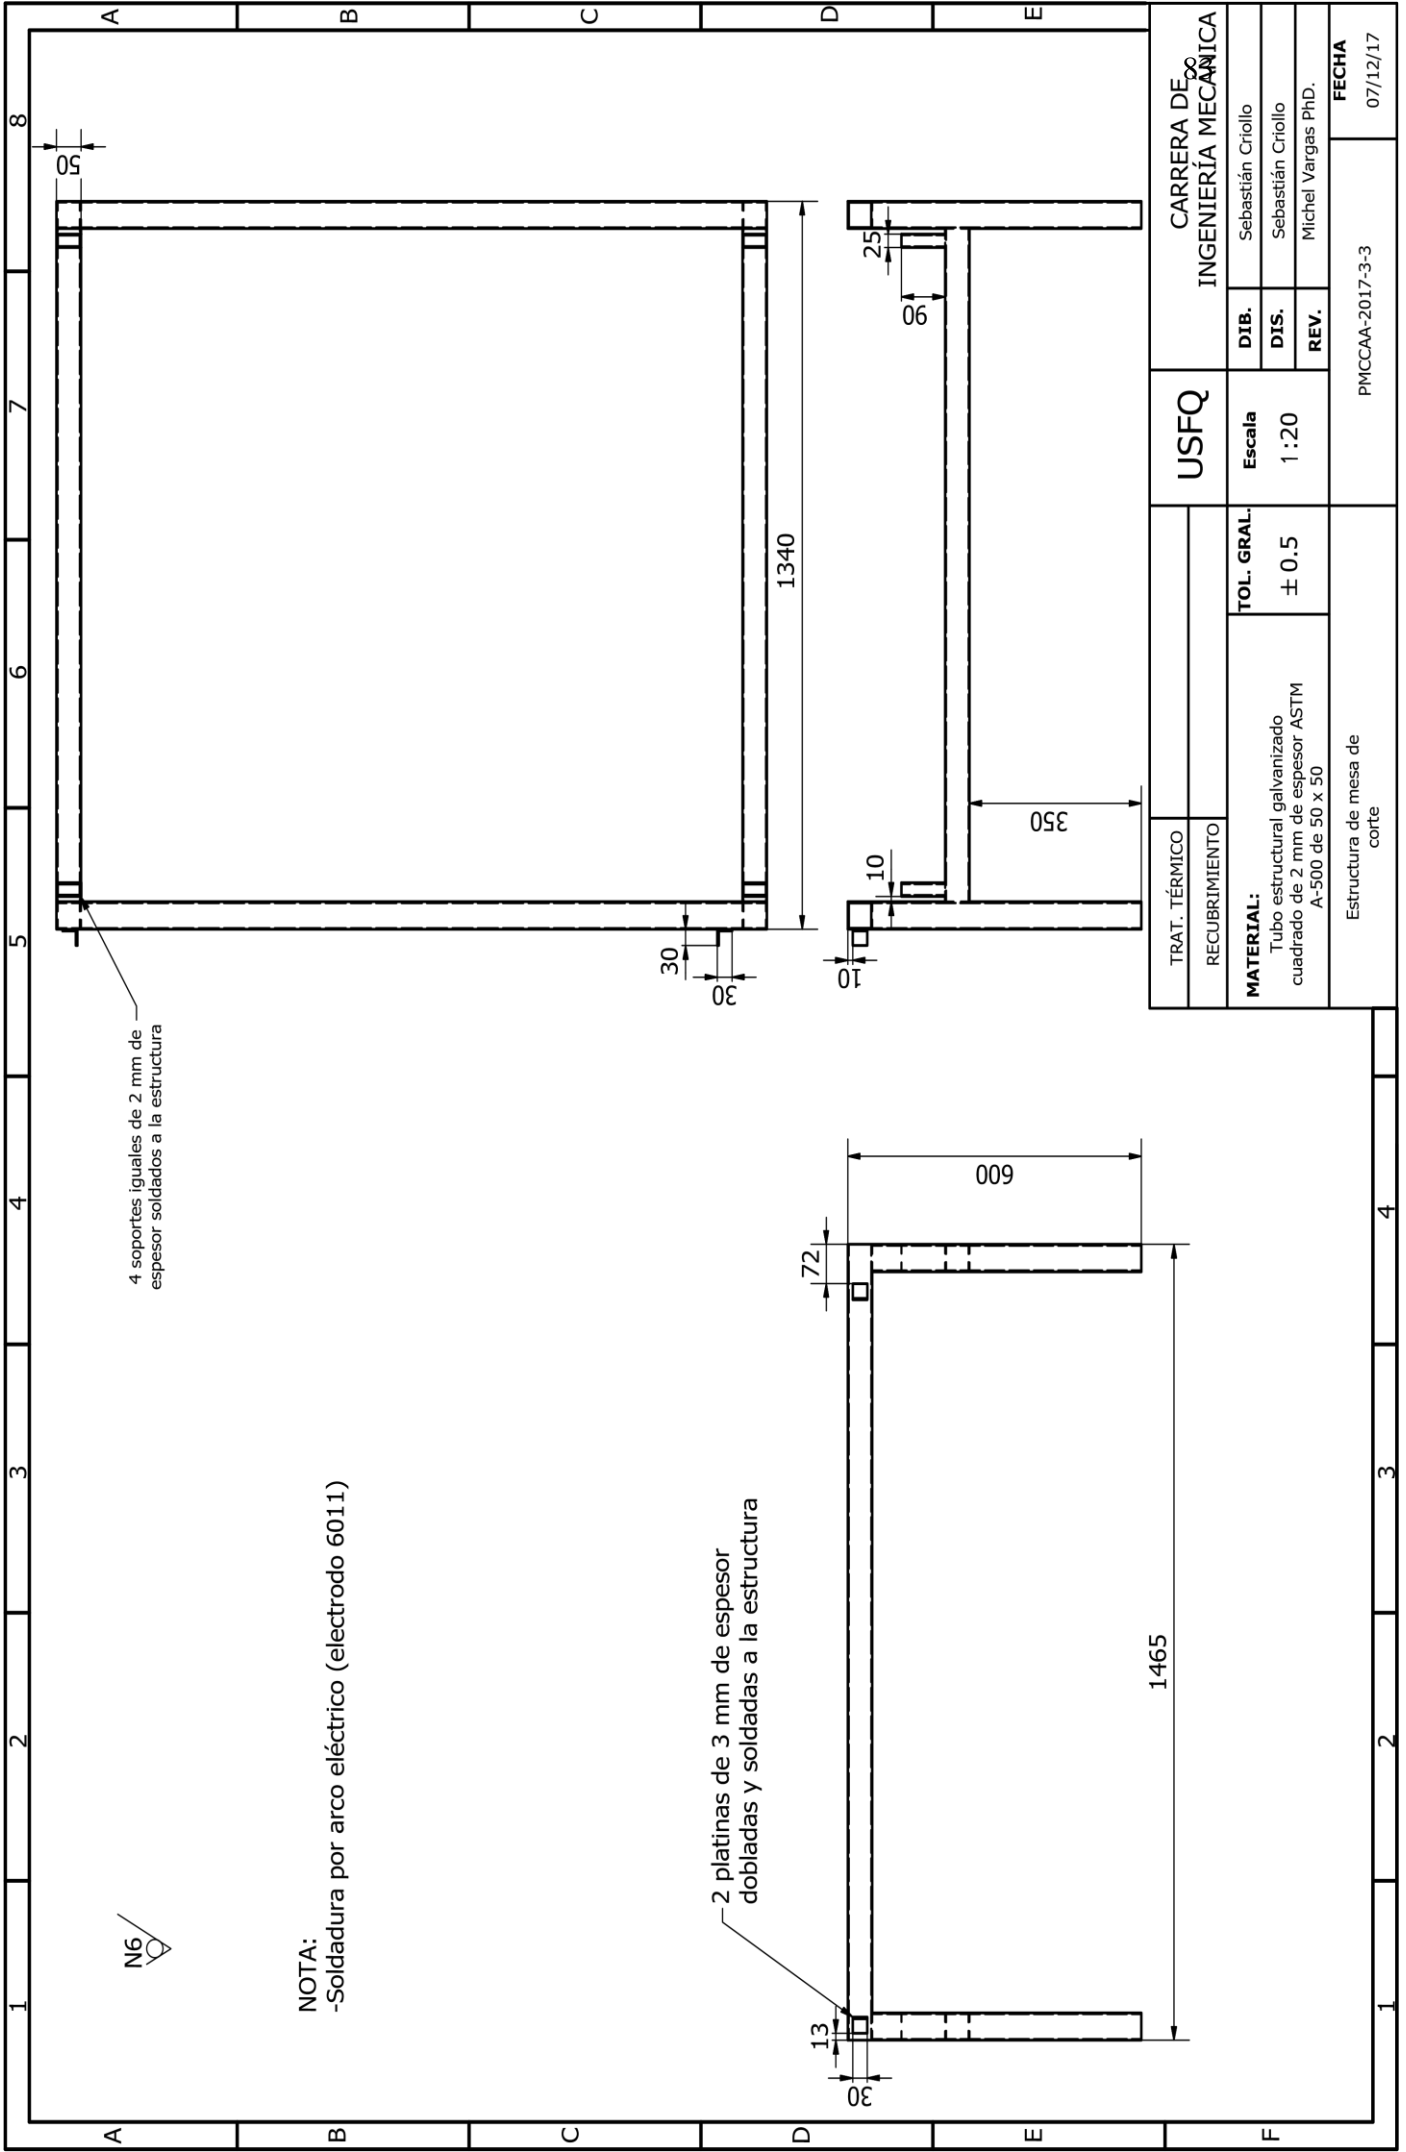 1
2
3
4
5
6
7
8
A
B
C
D
E
F
A
B
C
D
E
1
2
3
4
N6
NOTA:
-Soldadura por arco eléctrico (electrodo 6011)
4 soportes iguales de 2 mm de
espesor soldados a la estructura
50
30
30
1340
2 platinas de 3 mm de espesor
dobladas y soldadas a la estructura
13
30
72
600
1465
10
10
90
25
350
TRAT. TÉRMICO
RECUBRIMIENTO
USFQ
CARRERA DE
INGENIERÍA MECÁNICA
8
MATERIAL:
Tubo estructural galvanizado
cuadrado de 2 mm de espesor ASTM
A-500 de 50 x 50
TOL. GRAL.
± 0.5
Escala
1:20
DIB.
Sebastián Criollo
DIS.
Sebastián Criollo
REV.
Michel Vargas PhD.
Estructura de mesa de
corte
PMCCAA-2017-3-3
FECHA
07/12/17